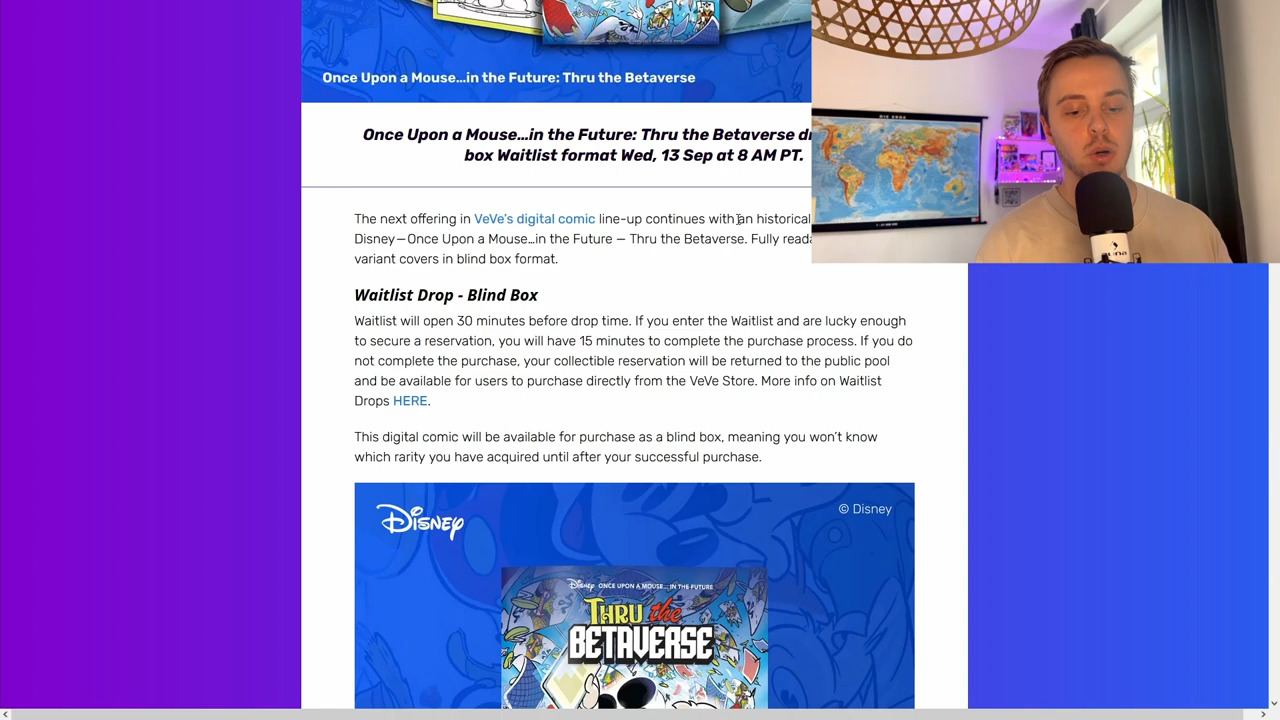 Once Upon a Mouse…in the Future: Thru the Betaverse
Once Upon a Mouse…in the Future: Thru the Betaverse
box Waitlist format Wed, 13 Sep at 8 AM PT.
The next offering in VeVe's digital comic line-up continues with an historical
Disney—Once Upon a Mouse…in the Future — Thru the Betaverse. Fully
variant covers in blind box format.
Waitlist Drop - Blind Box
Waitlist will open 30 minutes before drop time. If you enter the Waitlist and are lucky enough
to secure a reservation, you will have 15 minutes to complete the purchase process. If you do
not complete the purchase, your collectible reservation will be returned to the public pool
and be available for users to purchase directly from the VeVe Store. More info on Waitlist
Drops HERE.
This digital comic will be available for purchase as a blind box, meaning you won't know
which rarity you have acquired until after your successful purchase.
Disney
© Disney
Disney ONCE UPON A MOUSE... IN THE FUTURE
THRU the
BETAVERSE
DIE ERDE